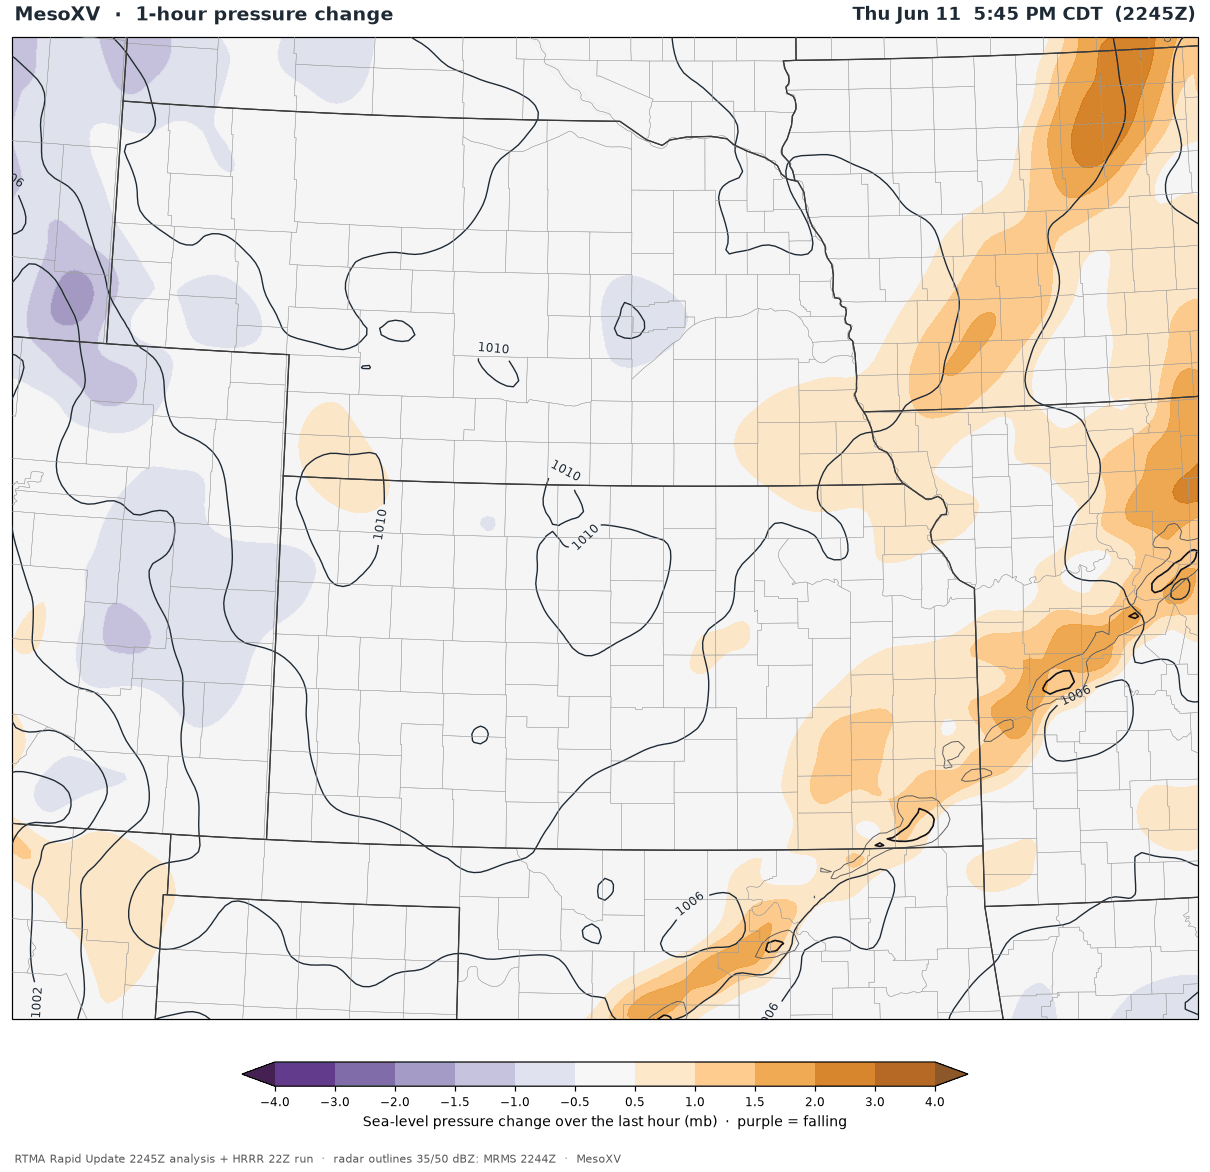 MesoXV · 1-hour pressure change
Thu Jun 11 5:45 PM CDT (2245Z)
06
1010
1010
1010
1010
1006
1006
1002
006
−4.0 −3.0 −2.0 −1.5 −1.0 −0.5 0.5 1.0 1.5 2.0 3.0 4.0
Sea-level pressure change over the last hour (mb) · purple = falling
RTMA Rapid Update 2245Z analysis + HRRR 22Z run · radar outlines 35/50 dBZ: MRMS 2244Z · MesoXV